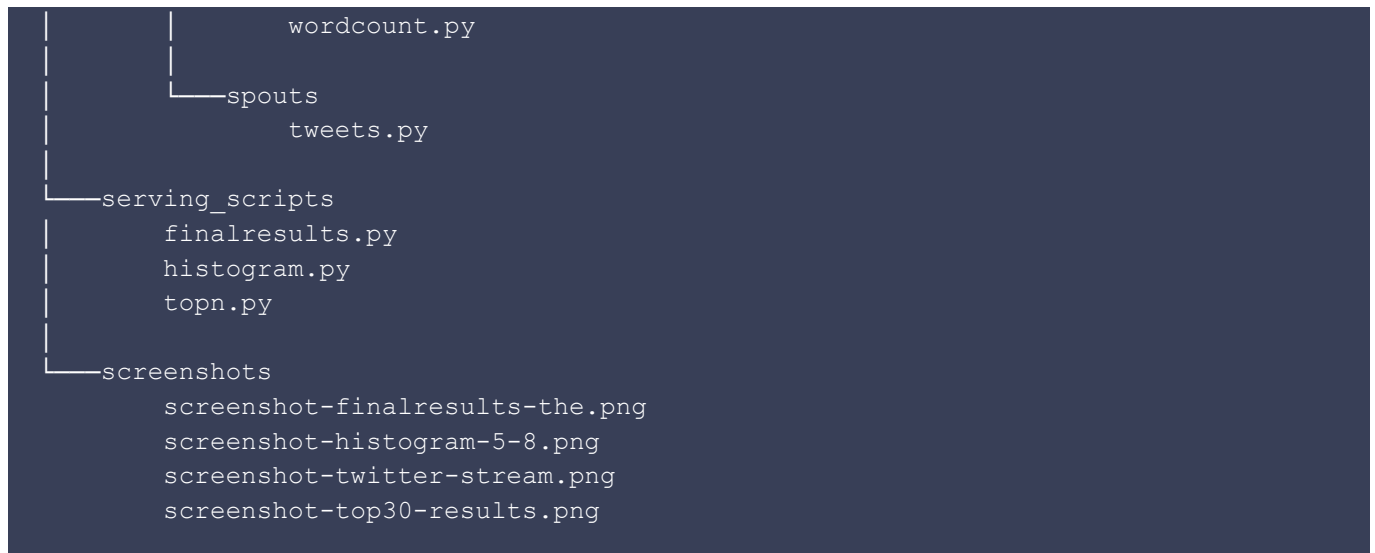 wordcount.py
spouts
tweets.py
serving_scripts
finalresults.py
histogram.py
topn.py
screenshots
screenshot-finalresults-the.png
screenshot-histogram-5-8.png
screenshot-twitter-stream.png
screenshot-top30-results.png